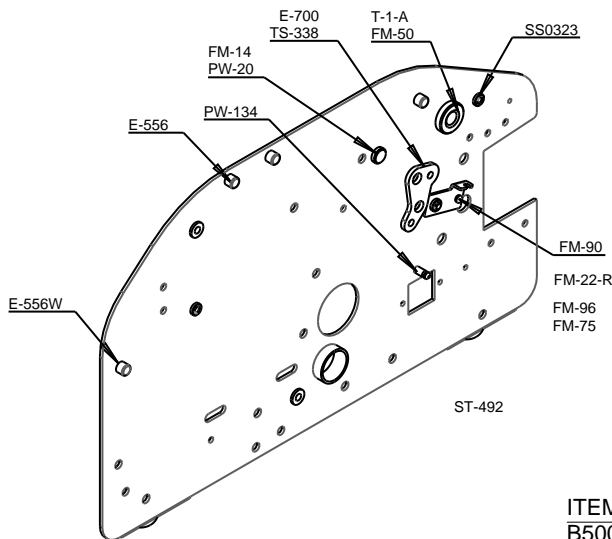 E-700
TS-338
T-1-A
FM-50
SS0323
FM-14
PW-20
PW-134
E-556
FM-90
FM-22-R
FM-96
FM-75
E-556W
ST-492
ITEM
B500